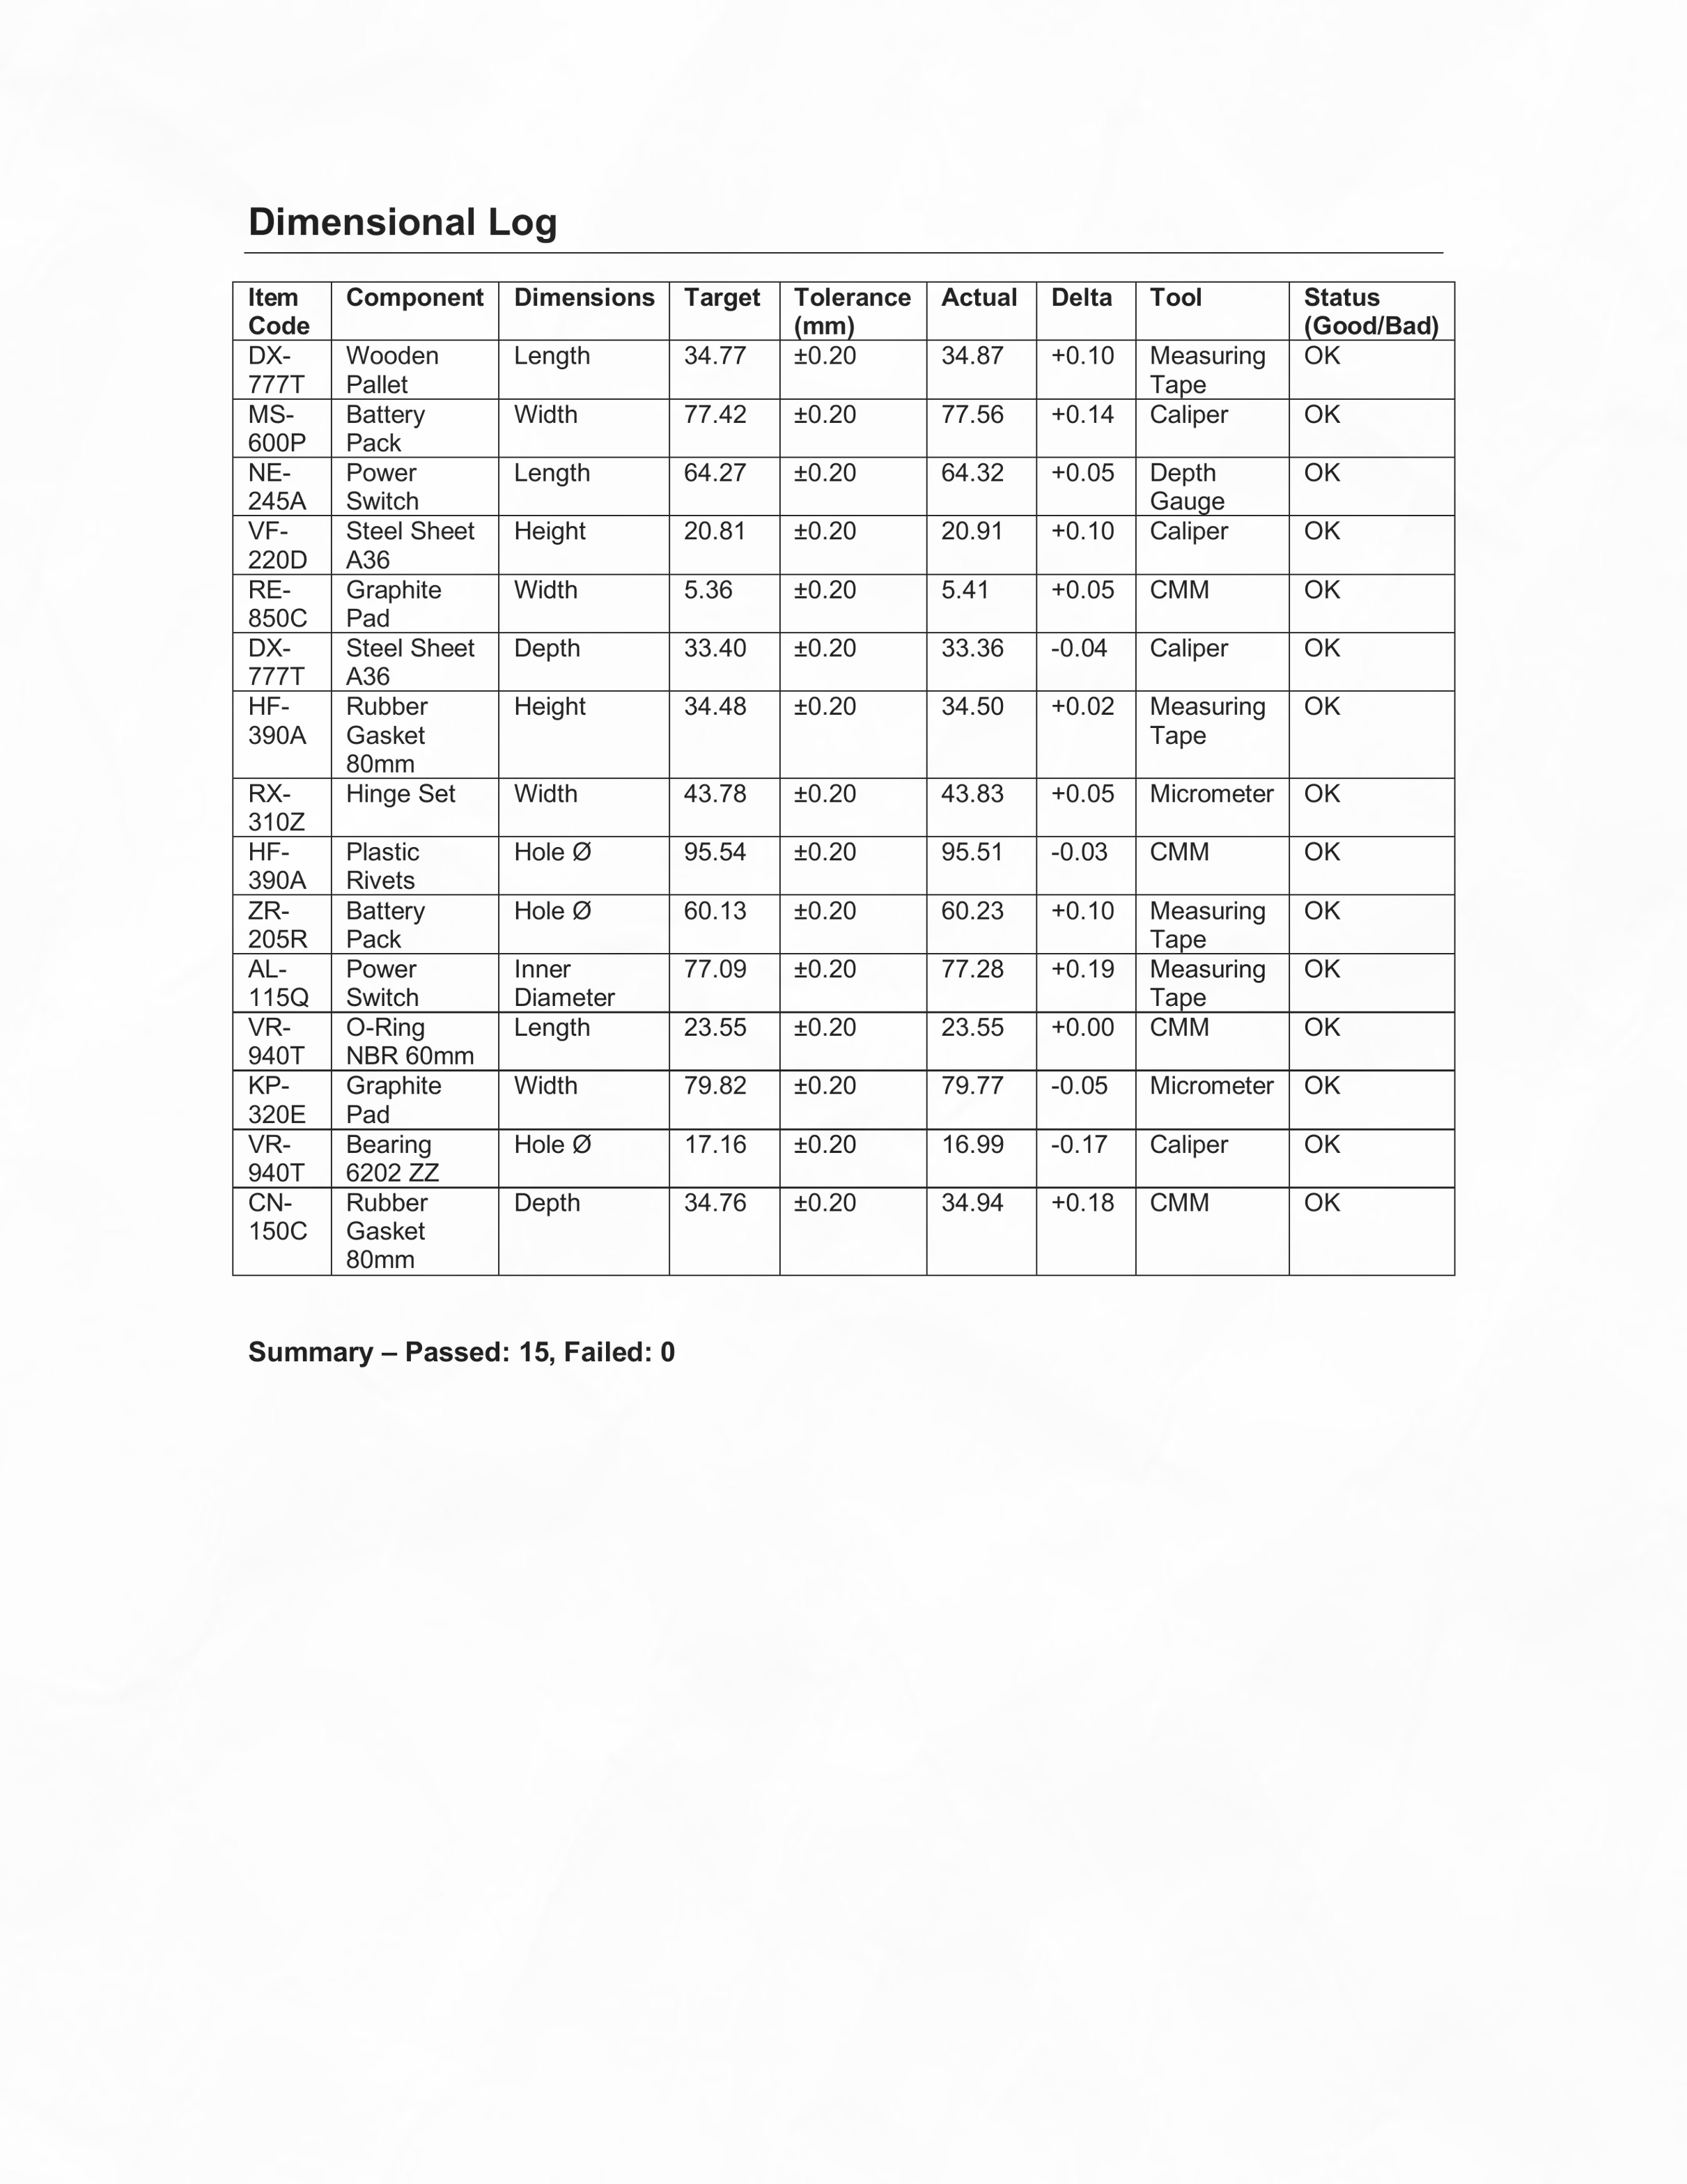 Dimensional Log
Item Code Component Dimensions Target Tolerance (mm) Actual Delta Tool Status (Good/Bad)
DX-777T Wooden Pallet Length 34.77 ±0.20 34.87 +0.10 Measuring Tape OK
MS-600P Battery Pack Width 77.42 ±0.20 77.56 +0.14 Caliper OK
NE-245A Power Switch Length 64.27 ±0.20 64.32 +0.05 Depth Gauge OK
VF-220D Steel Sheet A36 Height 20.81 ±0.20 20.91 +0.10 Caliper OK
RE-850C Graphite Pad Width 5.36 ±0.20 5.41 +0.05 CMM OK
DX-777T Steel Sheet A36 Depth 33.40 ±0.20 33.36 -0.04 Caliper OK
HF-390A Rubber Gasket 80mm Height 34.48 ±0.20 34.50 +0.02 Measuring Tape OK
RX-310Z Hinge Set Width 43.78 ±0.20 43.83 +0.05 Micrometer OK
HF-390A Plastic Rivets Hole Ø 95.54 ±0.20 95.51 -0.03 CMM OK
ZR-205R Battery Pack Hole Ø 60.13 ±0.20 60.23 +0.10 Measuring Tape OK
AL-115Q Power Switch Inner Diameter 77.09 ±0.20 77.28 +0.19 Measuring Tape OK
VR-940T O-Ring NBR 60mm Length 23.55 ±0.20 23.55 +0.00 CMM OK
KP-320E Graphite Pad Width 79.82 ±0.20 79.77 -0.05 Micrometer OK
VR-940T Bearing 6202 ZZ Hole Ø 17.16 ±0.20 16.99 -0.17 Caliper OK
CN-150C Rubber Gasket 80mm Depth 34.76 ±0.20 34.94 +0.18 CMM OK
Summary – Passed: 15, Failed: 0